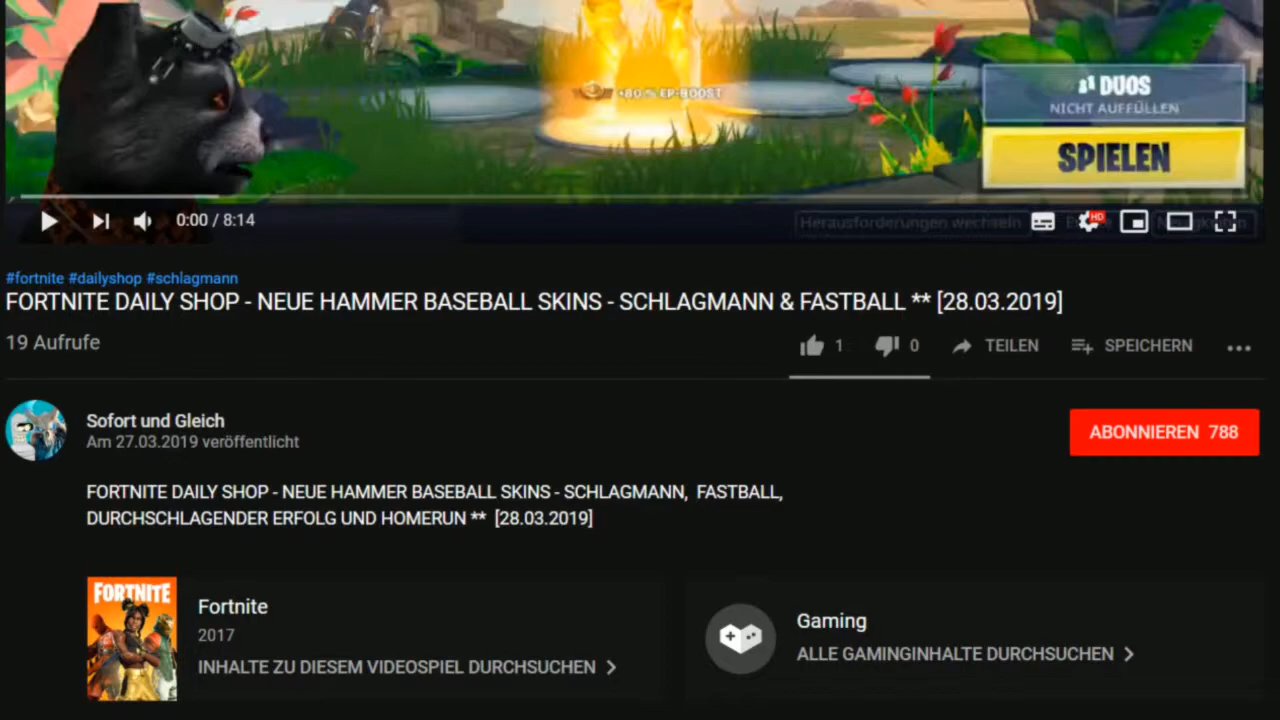 +80 % EP-BOOST
DUOS
NICHT AUFFÜLLEN
SPIELEN
0:00 / 8:14
Herausforderungen wechseln
HD
#fortnite #dailyshop #schlagmann
FORTNITE DAILY SHOP - NEUE HAMMER BASEBALL SKINS - SCHLAGMANN & FASTBALL ** [28.03.2019]
19 Aufrufe
1
0
TEILEN
SPEICHERN
Sofort und Gleich
Am 27.03.2019 veröffentlicht
ABONNIEREN 788
FORTNITE DAILY SHOP - NEUE HAMMER BASEBALL SKINS - SCHLAGMANN, FASTBALL,
DURCHSCHLAGENDER ERFOLG UND HOMERUN ** [28.03.2019]
FORTNITE
Fortnite
2017
INHALTE ZU DIESEM VIDEOSPIEL DURCHSUCHEN
Gaming
ALLE GAMINGINHALTE DURCHSUCHEN